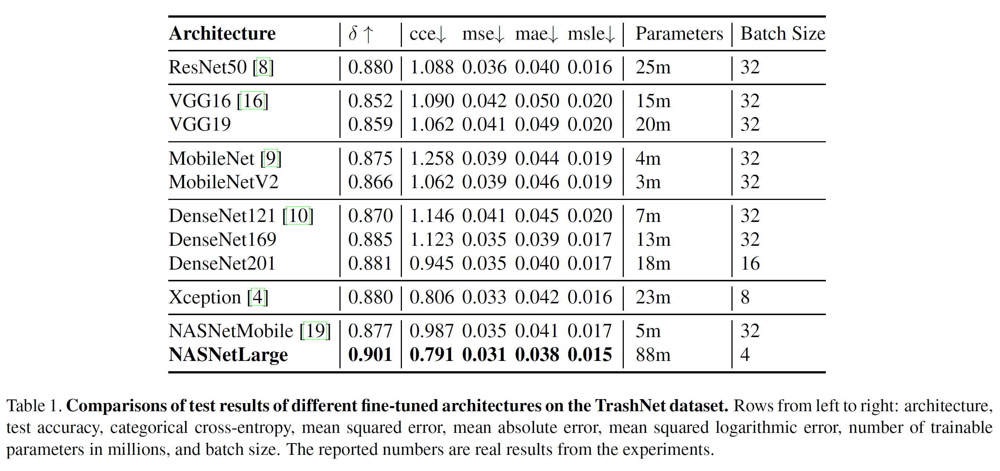 Architecture δ ↑ cce↓ mse↓ mae↓ msle↓ Parameters Batch Size
ResNet50 [8] 0.880 1.088 0.036 0.040 0.016 25m 32
VGG16 [16] 0.852 1.090 0.042 0.050 0.020 15m 32
VGG19 0.859 1.062 0.041 0.049 0.020 20m 32
MobileNet [9] 0.875 1.258 0.039 0.044 0.019 4m 32
MobileNetV2 0.866 1.062 0.039 0.046 0.019 3m 32
DenseNet121 [10] 0.870 1.146 0.041 0.045 0.020 7m 32
DenseNet169 0.885 1.123 0.035 0.039 0.017 13m 32
DenseNet201 0.881 0.945 0.035 0.040 0.017 18m 16
Xception [4] 0.880 0.806 0.033 0.042 0.016 23m 8
NASNetMobile [19] 0.877 0.987 0.035 0.041 0.017 5m 32
NASNetLarge 0.901 0.791 0.031 0.038 0.015 88m 4
Table 1. Comparisons of test results of different fine-tuned architectures on the TrashNet dataset. Rows from left to right: architecture,
test accuracy, categorical cross-entropy, mean squared error, mean absolute error, mean squared logarithmic error, number of trainable
parameters in millions, and batch size. The reported numbers are real results from the experiments.